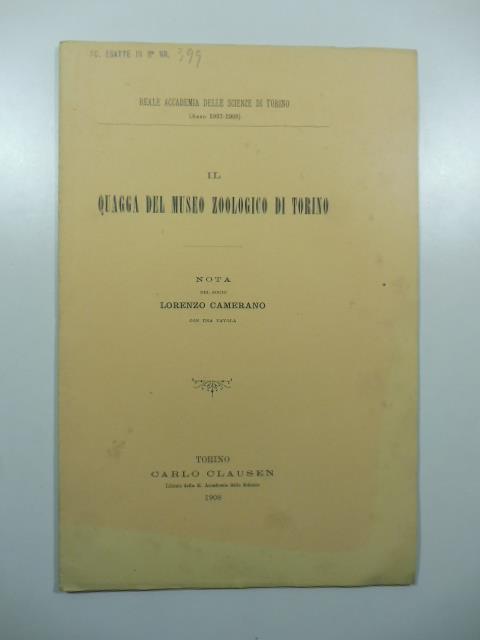 ESATTE IN 399
REALE ACCADEMIA DELLE SCIENZE DI TORINO
(Anno 1907-1908)
IL
QUAGGA DEL MUSEO ZOOLOGICO DI TORINO
NOTA
DEL SOCIO
LORENZO CAMERANO
CON UNA TAVOLA
TORINO
CARLO CLAUSEN
Libraio della R. Accademia delle Scienze
1908